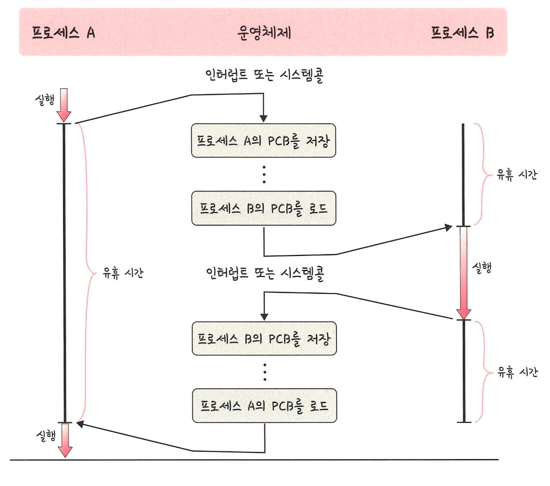 프로세스 A
운영체제
프로세스 B
인터럽트 또는 시스템콜
실행
프로세스 A의 PCB를 저장
유휴 시간
프로세스 B의 PCB를 로드
실행
유휴 시간
인터럽트 또는 시스템콜
프로세스 B의 PCB를 저장
유휴 시간
프로세스 A의 PCB를 로드
실행